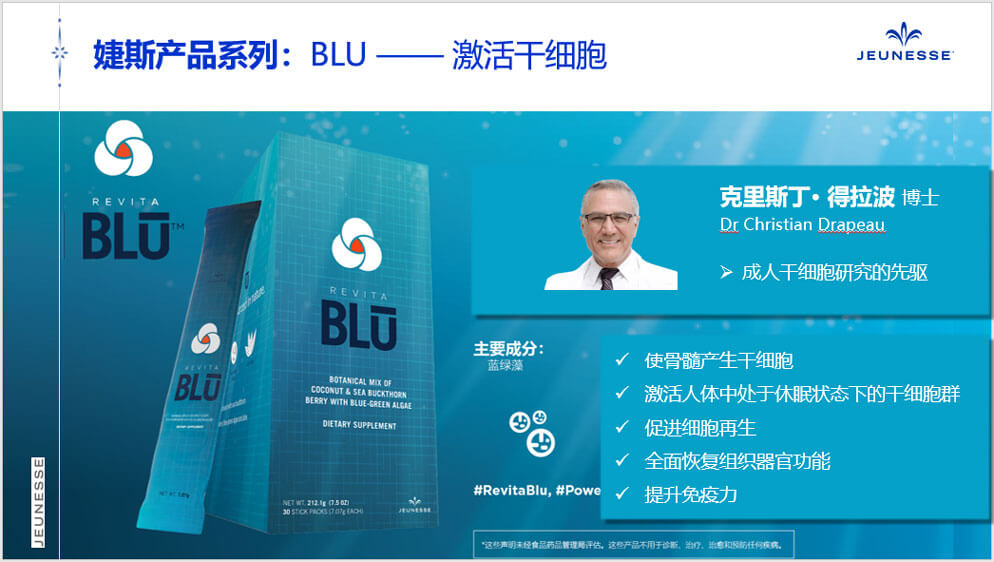 婕斯产品系列：BLU —— 激活干细胞
JEUNESSE
REVITA
BLŪ™
克里斯丁· 得拉波 博士
Dr Christian Drapeau
➢ 成人干细胞研究的先驱
REVITA
BLŪ
BOTANICAL MIX OF
COCONUT & SEA BUCKTHORN
BERRY WITH BLUE-GREEN ALGAE
DIETARY SUPPLEMENT
NET WT. 212.1g (7.5 OZ)
30 STICK PACKS (7.07g EACH)
JEUNESSE
REVITA
BLŪ
主要成分：
蓝绿藻
✓ 使骨髓产生干细胞
✓ 激活人体中处于休眠状态下的干细胞群
✓ 促进细胞再生
✓ 全面恢复组织器官功能
✓ 提升免疫力
#RevitaBlu, #Powe
*这些声明未经食品药品管理局评估。这些产品不用于诊断、治疗、治愈和预防任何疾病。
JEUNESSE